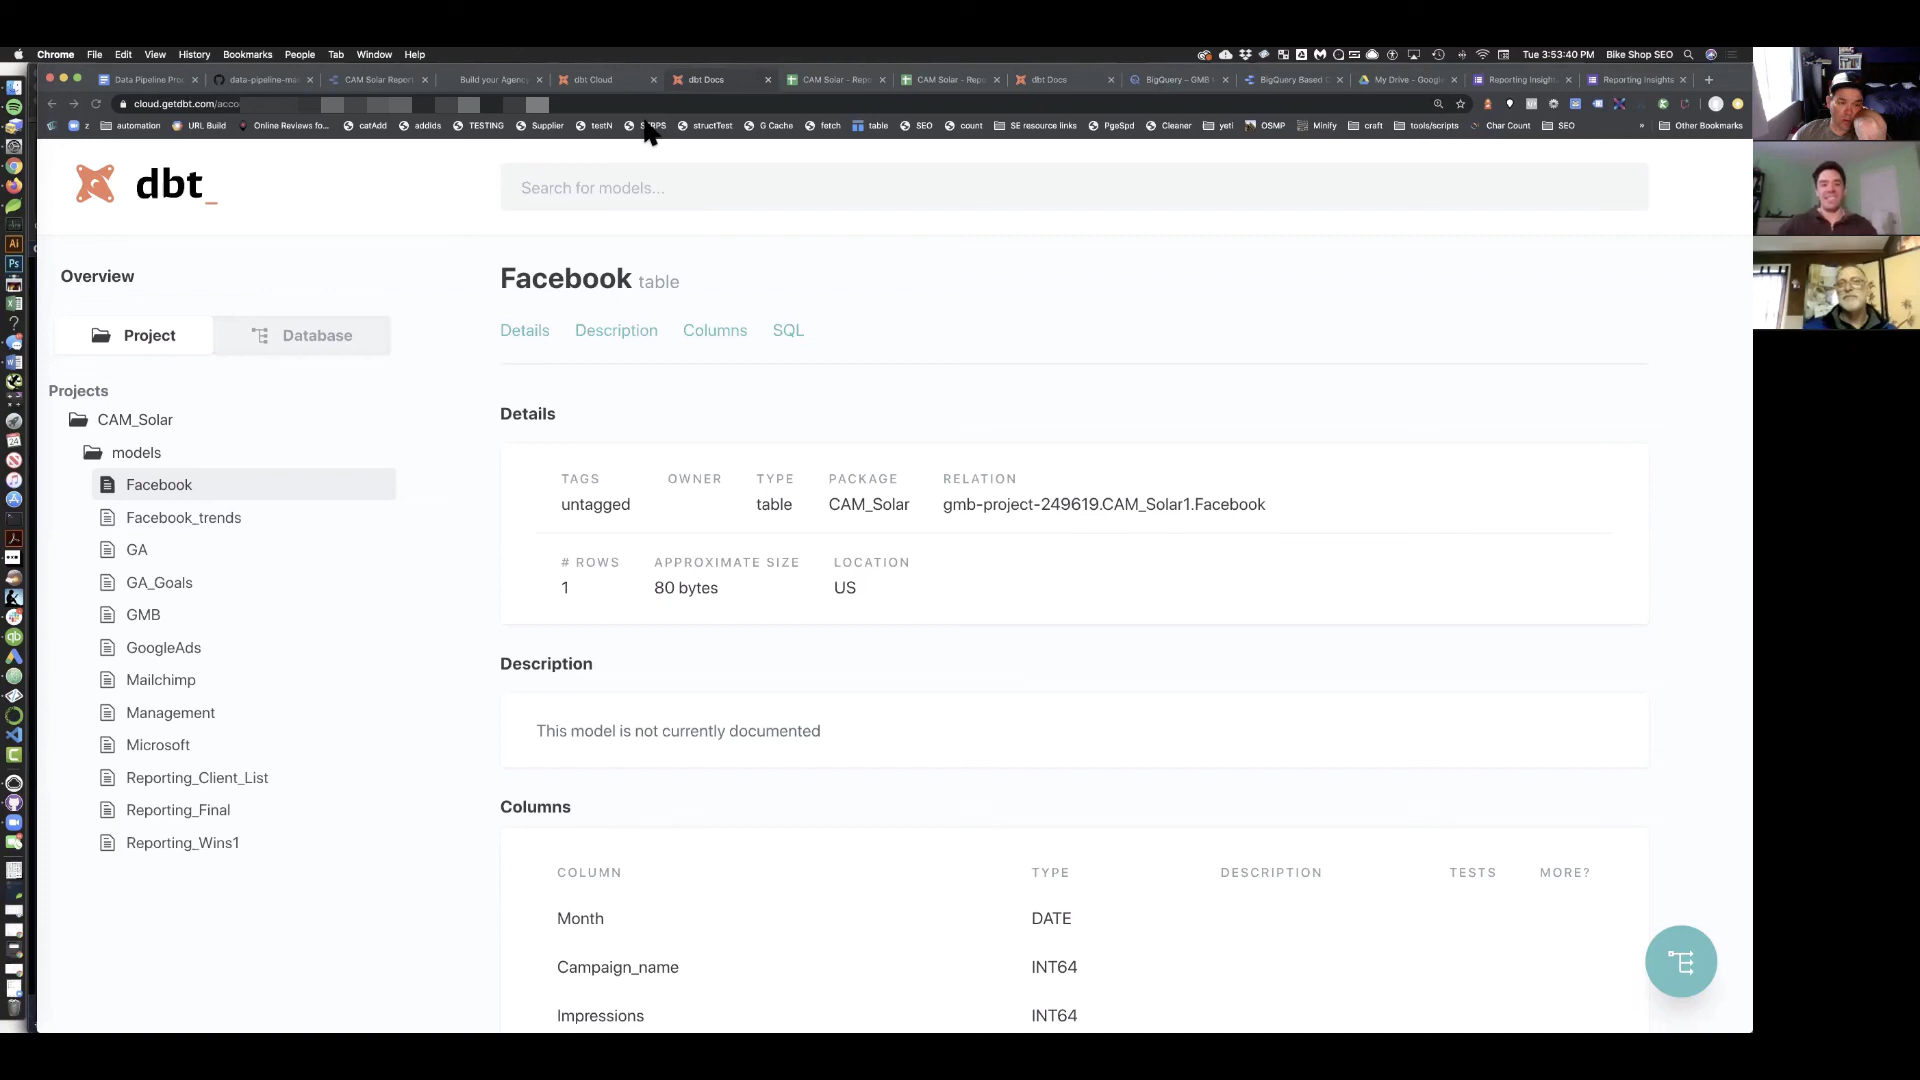 Chrome File Edit View History Bookmarks People Tab Window Help Tue 3:53:40 PM Bike Shop SEO
Data Pipeline Pro data-pipeline-ma CAM Solar Report Build your Agency dbt Cloud dbt Docs CAM Solar - Repo CAM Solar - Repo dbt Docs BigQuery – GMB BigQuery Based C My Drive - Google Reporting Insight Reporting Insights
cloud.getdbt.com/acco
z automation URL Build Online Reviews fo... catAdd addIds TESTING Supplier testN structTest G Cache fetch table SEO count SE resource links PgeSpd Cleaner yeti OSMP Minify craft tools/scripts Char Count SEO » Other Bookmarks
dbt_
Search for models...
Overview
Project Database
Projects
CAM_Solar
models
Facebook
Facebook_trends
GA
GA_Goals
GMB
GoogleAds
Mailchimp
Management
Microsoft
Reporting_Client_List
Reporting_Final
Reporting_Wins1
Facebook table
Details Description Columns SQL
Details
TAGS OWNER TYPE PACKAGE RELATION
untagged table CAM_Solar gmb-project-249619.CAM_Solar1.Facebook
# ROWS APPROXIMATE SIZE LOCATION
1 80 bytes US
Description
This model is not currently documented
Columns
COLUMN TYPE DESCRIPTION TESTS MORE?
Month DATE
Campaign_name INT64
Impressions INT64